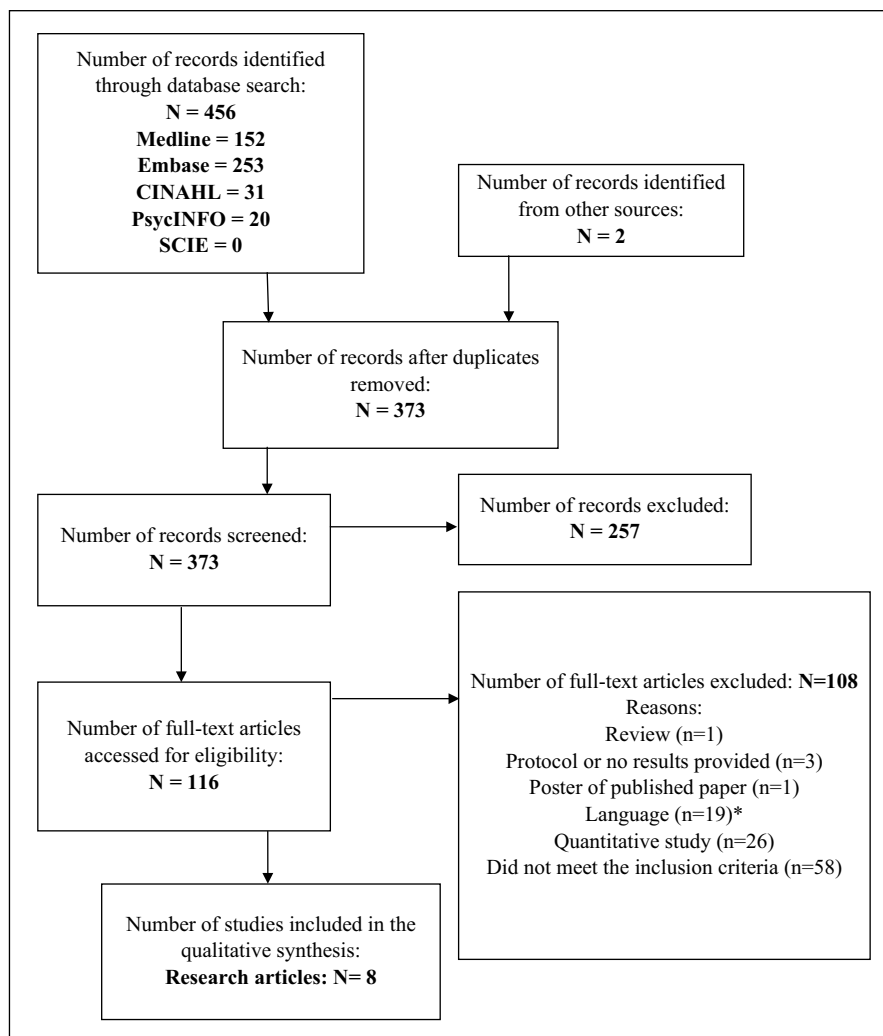 Number of records identified
through database search:
N = 456
Medline = 152
Embase = 253
CINAHL = 31
PsycINFO = 20
SCIE = 0
Number of records identified
from other sources:
N = 2
Number of records after duplicates
removed:
N = 373
Number of records screened:
N = 373
Number of records excluded:
N = 257
Number of full-text articles
accessed for eligibility:
N = 116
Number of full-text articles excluded: N=108
Reasons:
Review (n=1)
Protocol or no results provided (n=3)
Poster of published paper (n=1)
Language (n=19)*
Quantitative study (n=26)
Did not meet the inclusion criteria (n=58)
Number of studies included in the
qualitative synthesis:
Research articles: N= 8